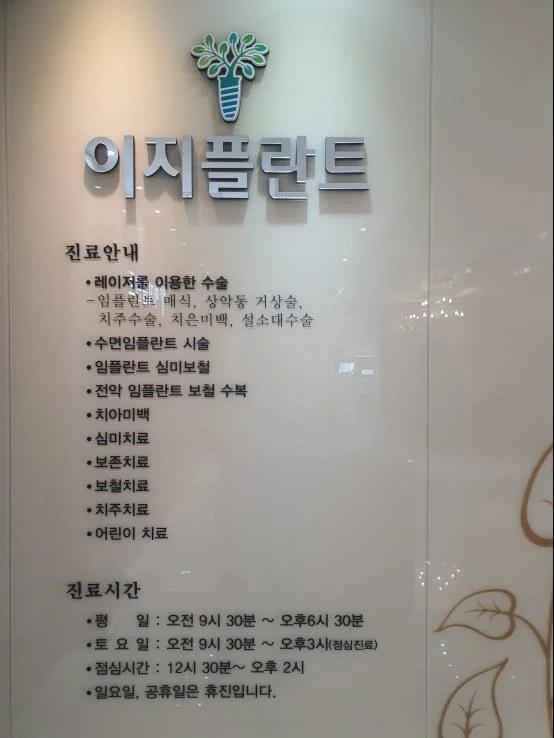 이지플란트
진료안내
•레이저를 이용한 수술
-임플란트 매식, 상악동 거상술,
치주수술, 치은미백, 설소대수술
•수면임플란트 시술
•임플란트 심미보철
•전악 임플란트 보철 수복
•치아미백
•심미치료
•보존치료
•보철치료
•치주치료
•어린이 치료
진료시간
•평 일 : 오전 9시 30분 ~ 오후6시 30분
•토 요 일 : 오전 9시 30분 ~ 오후3시(점심진료)
•점심시간 : 12시 30분~ 오후 2시
•일요일, 공휴일은 휴진입니다.